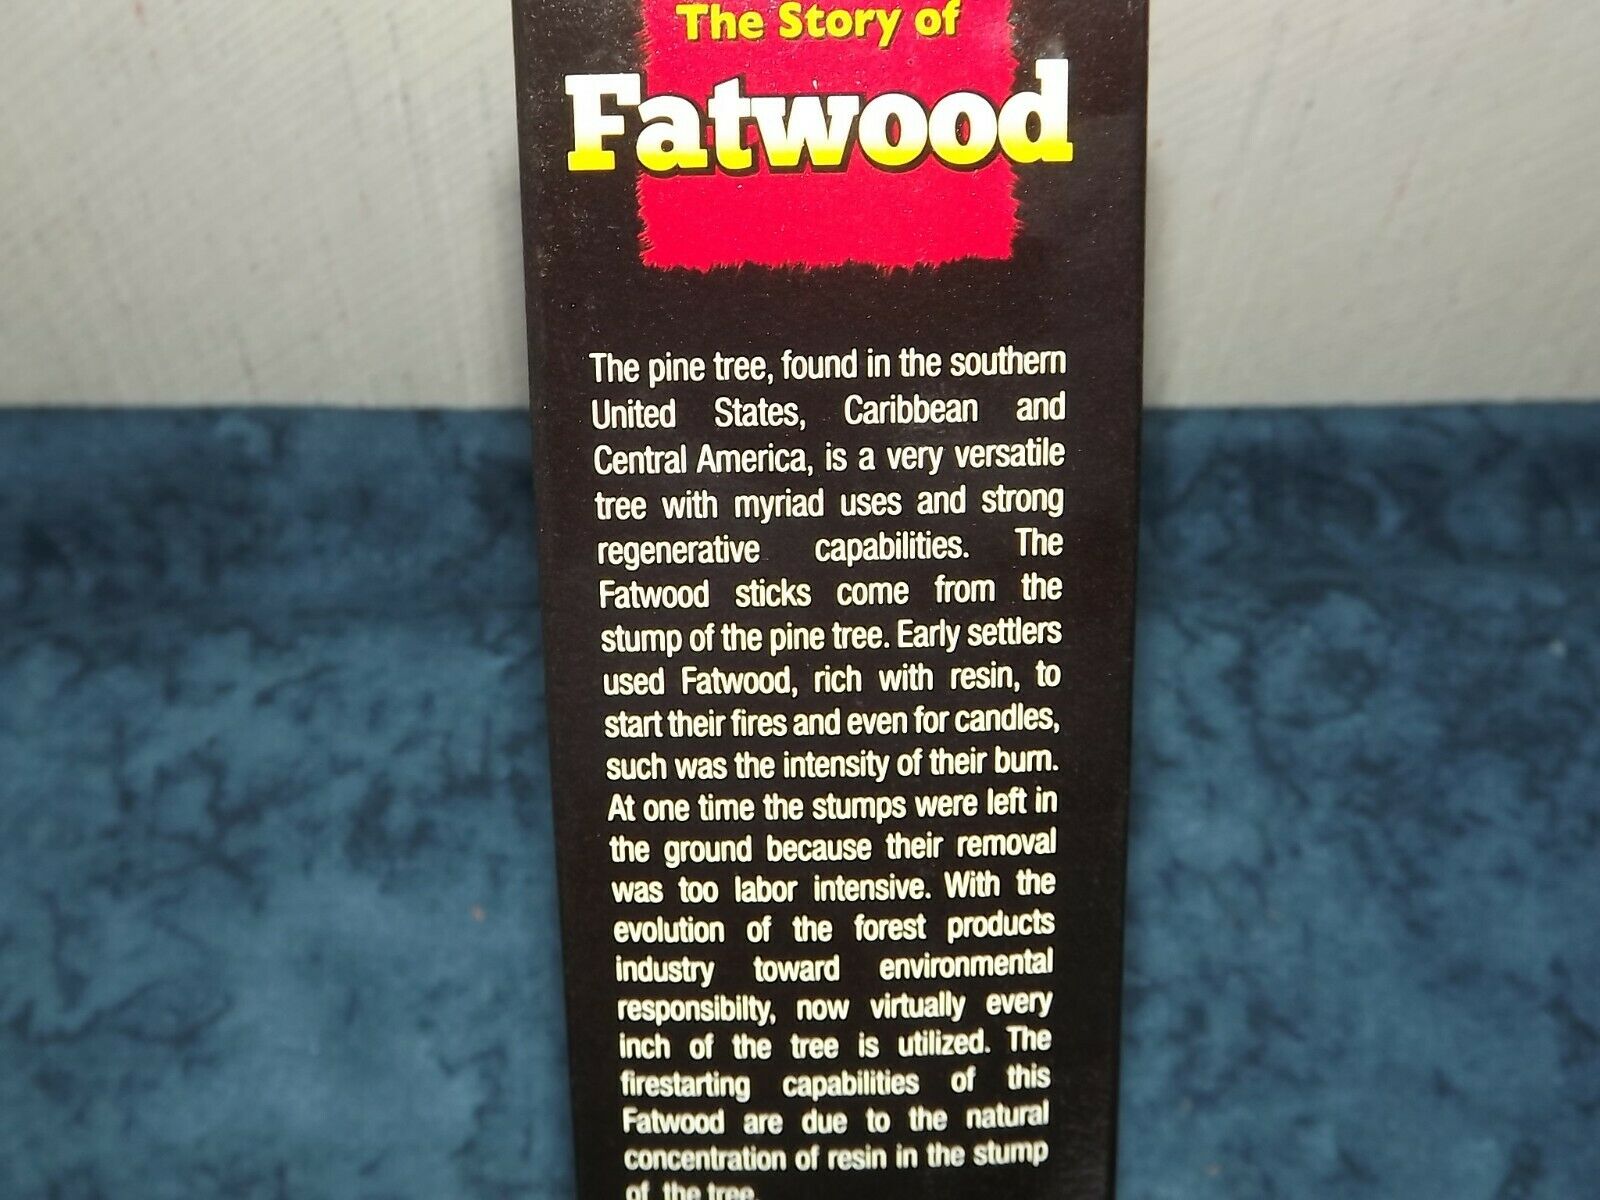 The Story of
Fatwood
The pine tree, found in the southern
United States, Caribbean and
Central America, is a very versatile
tree with myriad uses and strong
regenerative capabilities. The
Fatwood sticks come from the
stump of the pine tree. Early settlers
used Fatwood, rich with resin, to
start their fires and even for candles,
such was the intensity of their burn.
At one time the stumps were left in
the ground because their removal
was too labor intensive. With the
evolution of the forest products
industry toward environmental
responsibilty, now virtually every
inch of the tree is utilized. The
firestarting capabilities of this
Fatwood are due to the natural
concentration of resin in the stump
of the tree.